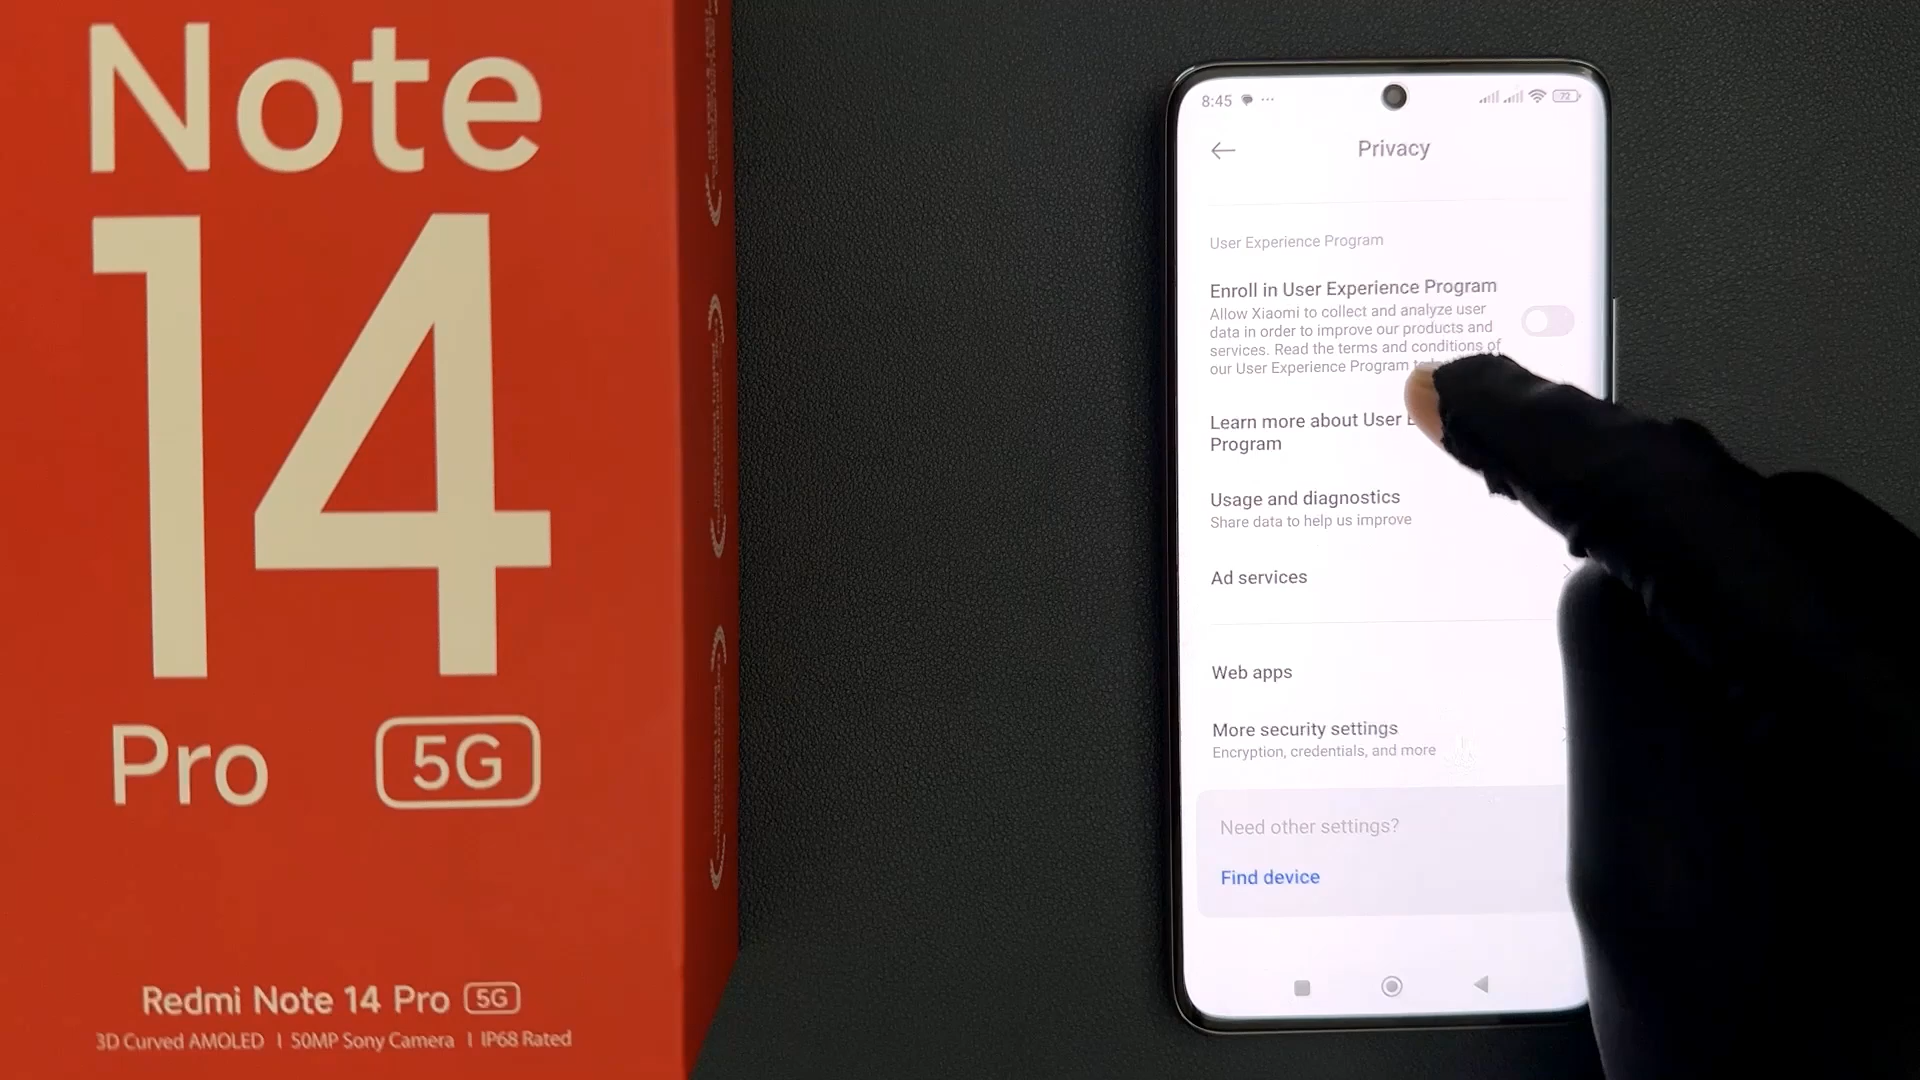 Note
14
Pro 5G
Redmi Note 14 Pro 5G
3D Curved AMOLED | 50MP Sony Camera | IP68 Rated
8:45
72
Privacy
User Experience Program
Enroll in User Experience Program
Allow Xiaomi to collect and analyze user
data in order to improve our products and
services. Read the terms and conditions of
our User Experience Program
Learn more about User
Program
Usage and diagnostics
Share data to help us improve
Ad services
Web apps
More security settings
Encryption, credentials, and more
Need other settings?
Find device